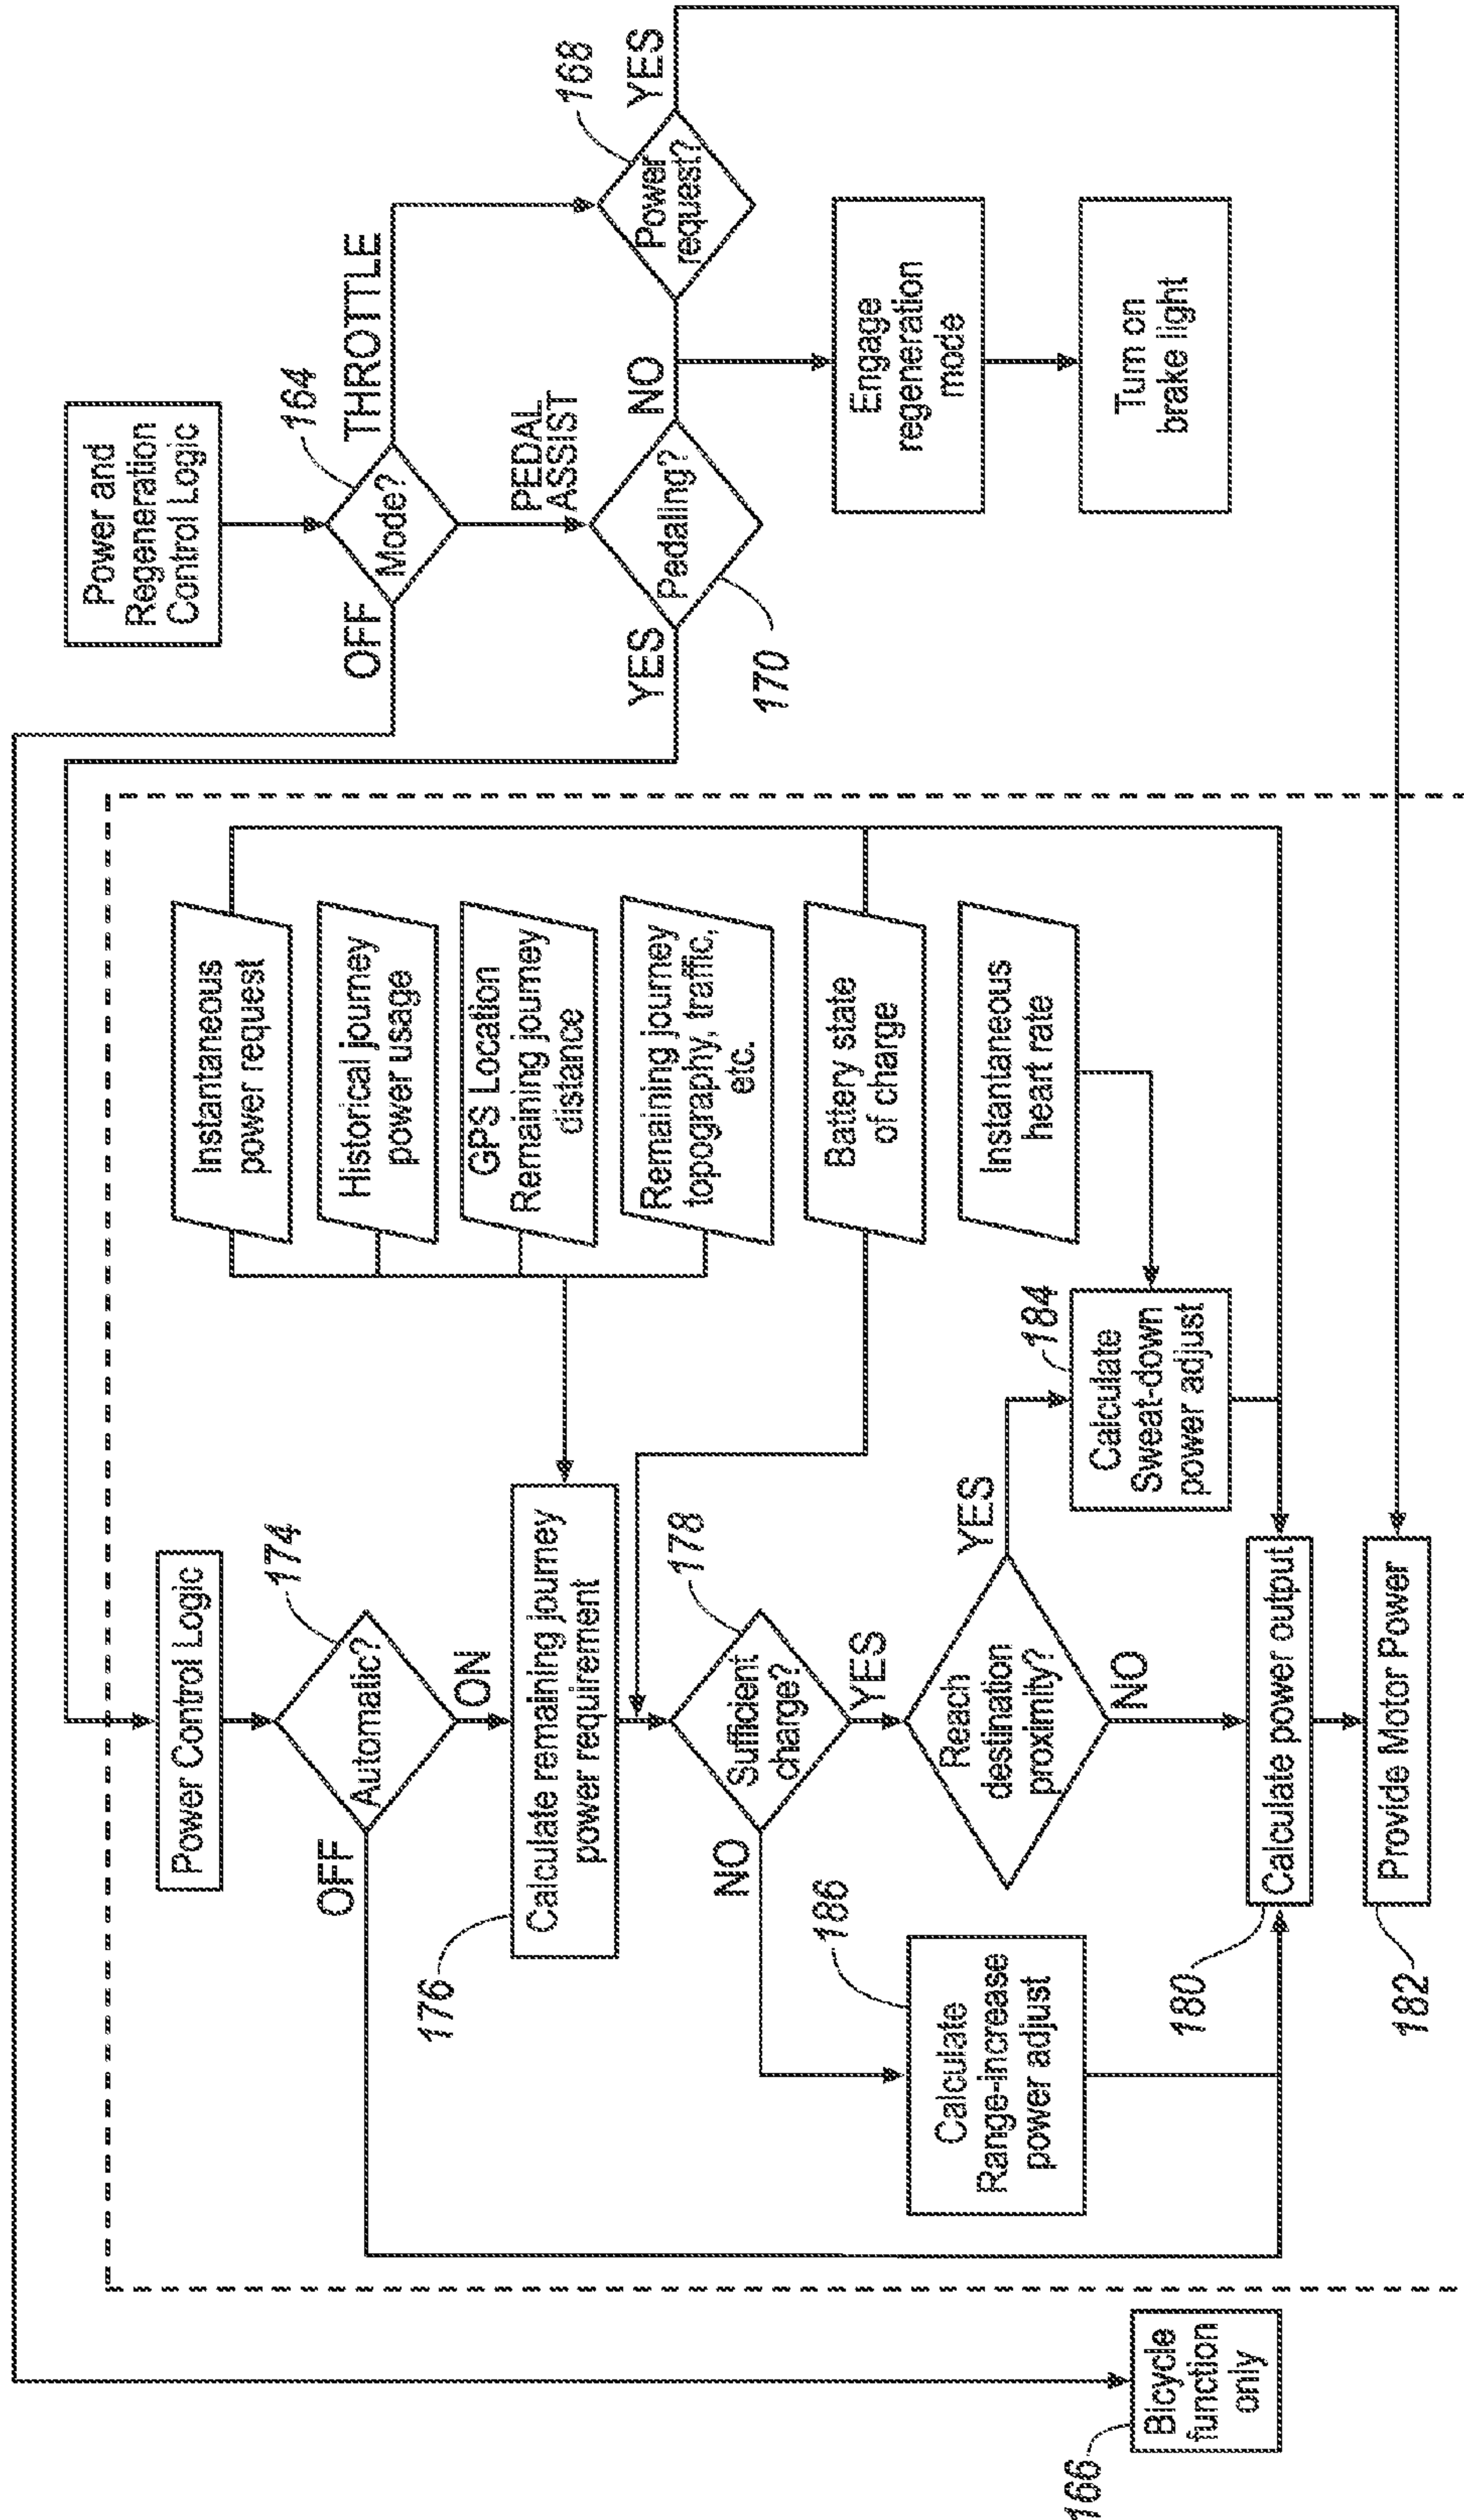 Power and
Regeneration
Control Logic
164
Mode?
OFF
THROTTLE
PEDAL
ASSIST
168
Power
request?
YES
NO
Pedaling?
YES
170
Engage
regeneration
mode
Turn on
brake light
Power Control Logic
174
Automatic?
OFF
ON
176
Calculate remaining journey
power requirement
178
Sufficient
charge?
NO
YES
Reach
destination
proximity?
YES
NO
184
Calculate
Sweat-down
power adjust
186
Calculate
Range-increase
power adjust
180
Calculate power output
182
Provide Motor Power
Instantaneous
power request
Historical journey
power usage
GPS Location
Remaining journey
distance
Remaining journey
topography, traffic,
etc.
Battery state
of charge
Instantaneous
heart rate
166
Bicycle
function
only